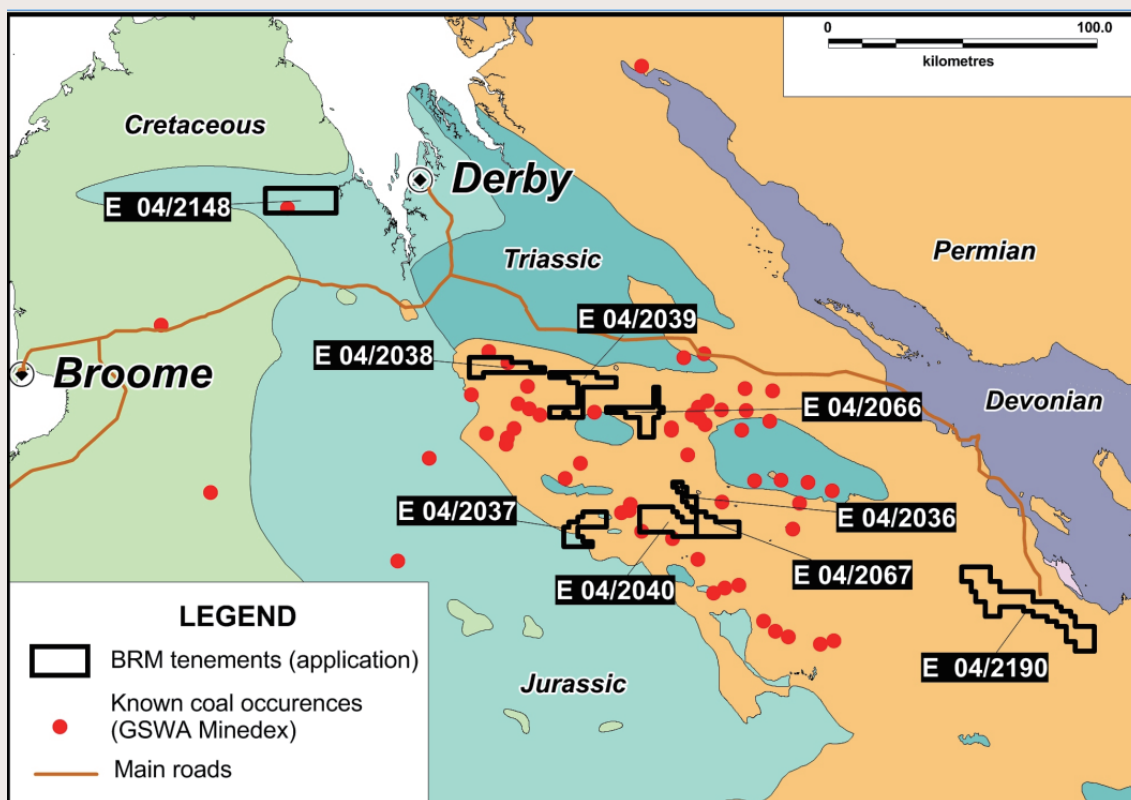 0 100.0
kilometres
Cretaceous
Derby
E 04/2148
Triassic
Permian
E 04/2039
E 04/2038
Broome
Devonian
E 04/2066
E 04/2037
E 04/2036
E 04/2067
E 04/2040
E 04/2190
Jurassic
LEGEND
BRM tenements (application)
Known coal occurences
(GSWA Minedex)
Main roads